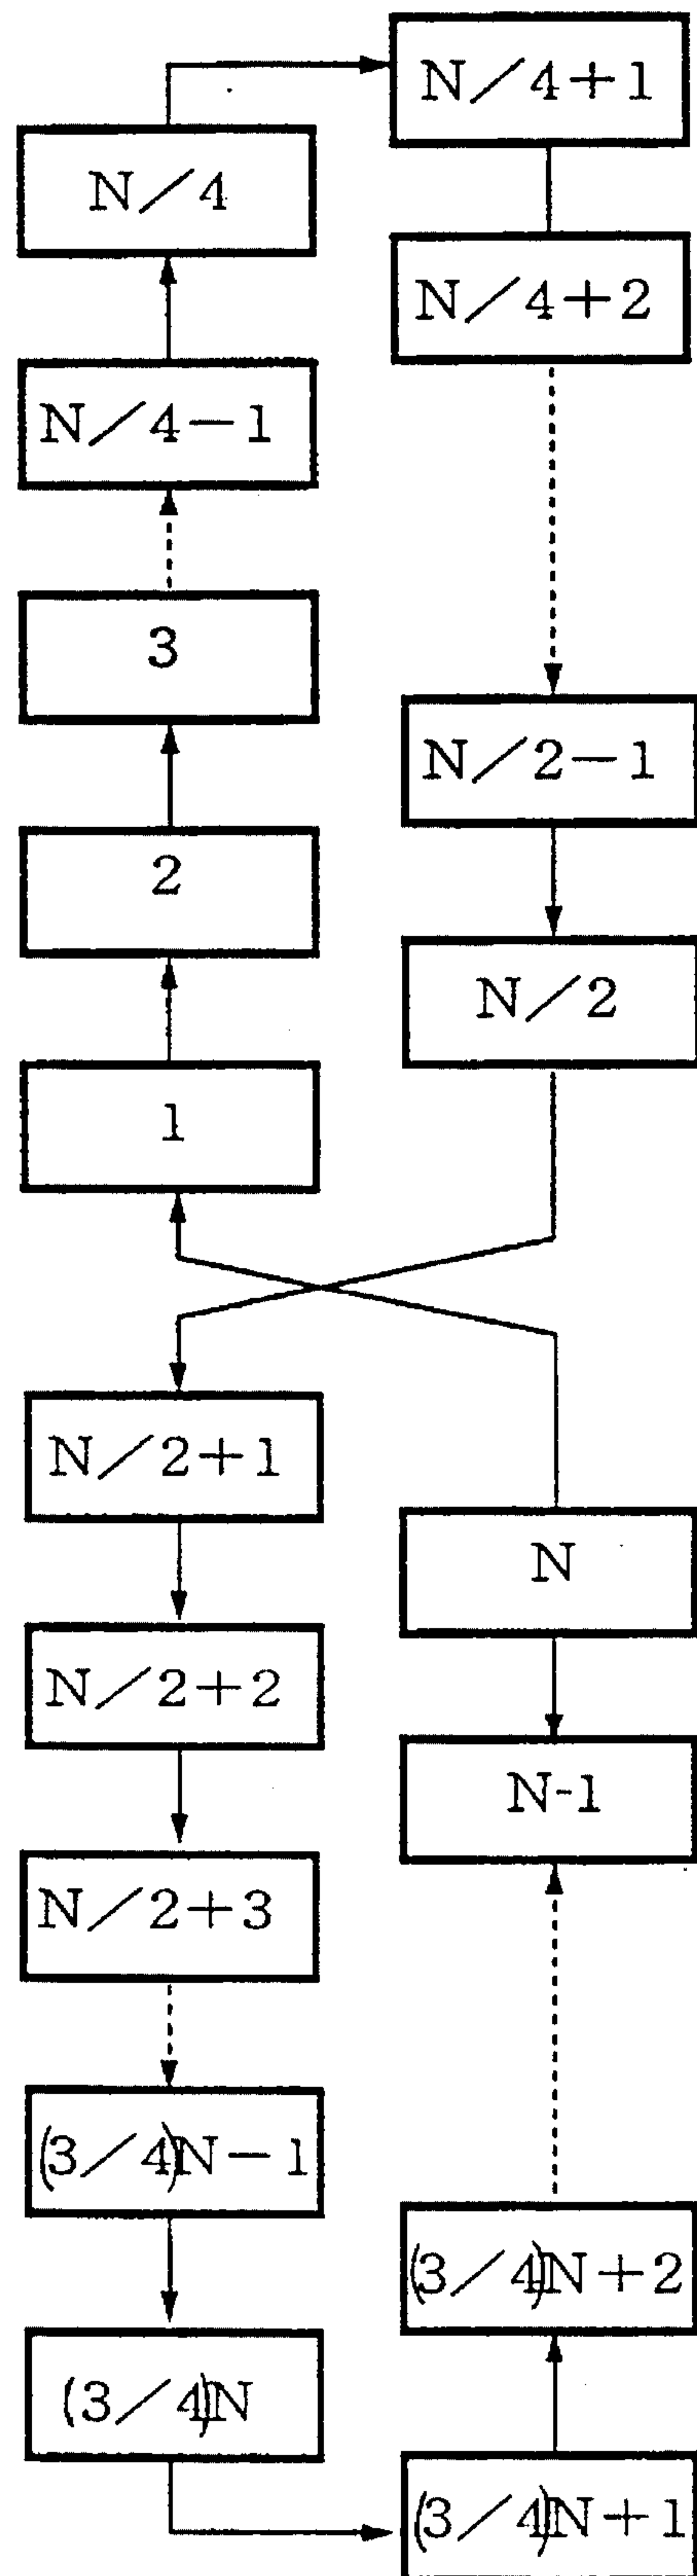 N/4+1
N/4
N/4+2
N/4-1
3
N/2-1
2
N/2
1
N/2+1
N
N/2+2
N-1
N/2+3
(3/4)N-1
(3/4)N+2
(3/4)N
(3/4)N+1